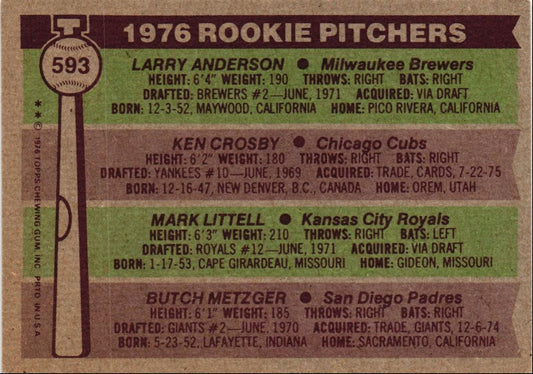 1976 ROOKIE PITCHERS
T
593
LARRY ANDERSON ● Milwaukee Brewers
HEIGHT: 6'4" WEIGHT: 190 THROWS: RIGHT BATS: RIGHT
DRAFTED: BREWERS #2—JUNE, 1971 ACQUIRED: VIA DRAFT
BORN: 12-3-52, MAYWOOD, CALIFORNIA HOME: PICO RIVERA, CALIFORNIA
KEN CROSBY ● Chicago Cubs
HEIGHT: 6'2" WEIGHT: 180 THROWS: RIGHT BATS: RIGHT
DRAFTED: YANKEES #10—JUNE, 1969 ACQUIRED: TRADE, CARDS, 7-22-75
BORN: 12-16-47, NEW DENVER, B.C., CANADA HOME: OREM, UTAH
MARK LITTELL ● Kansas City Royals
HEIGHT: 6'3" WEIGHT: 210 THROWS: RIGHT BATS: LEFT
DRAFTED: ROYALS #12—JUNE, 1971 ACQUIRED: VIA DRAFT
BORN: 1-17-53, CAPE GIRARDEAU, MISSOURI HOME: GIDEON, MISSOURI
BUTCH METZGER ● San Diego Padres
HEIGHT: 6'1" WEIGHT: 185 THROWS: RIGHT BATS: RIGHT
DRAFTED: GIANTS #2—JUNE, 1970 ACQUIRED: TRADE, GIANTS, 12-6-74
BORN: 5-23-52, LAFAYETTE, INDIANA HOME: SACRAMENTO, CALIFORNIA
** © 1976 TOPPS CHEWING GUM, INC. PRTD. IN U.S.A.